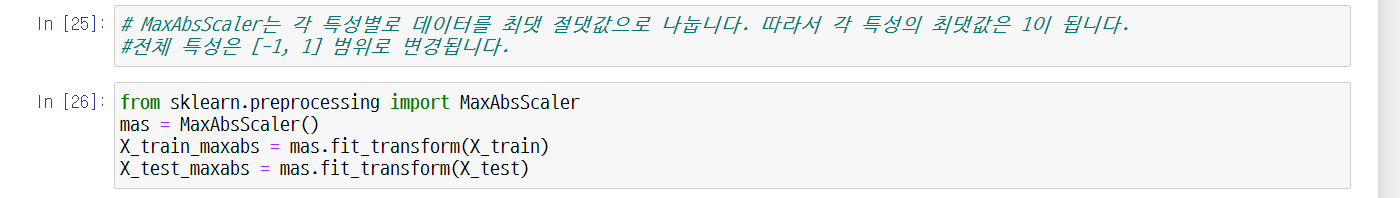 In [25]: # MaxAbsScaler는 각 특성별로 데이터를 최댓 절댓값으로 나눕니다. 따라서 각 특성의 최댓값은 1이 됩니다.
#전체 특성은 [-1, 1] 범위로 변경됩니다.
In [26]: from sklearn.preprocessing import MaxAbsScaler
mas = MaxAbsScaler()
X_train_maxabs = mas.fit_transform(X_train)
X_test_maxabs = mas.fit_transform(X_test)